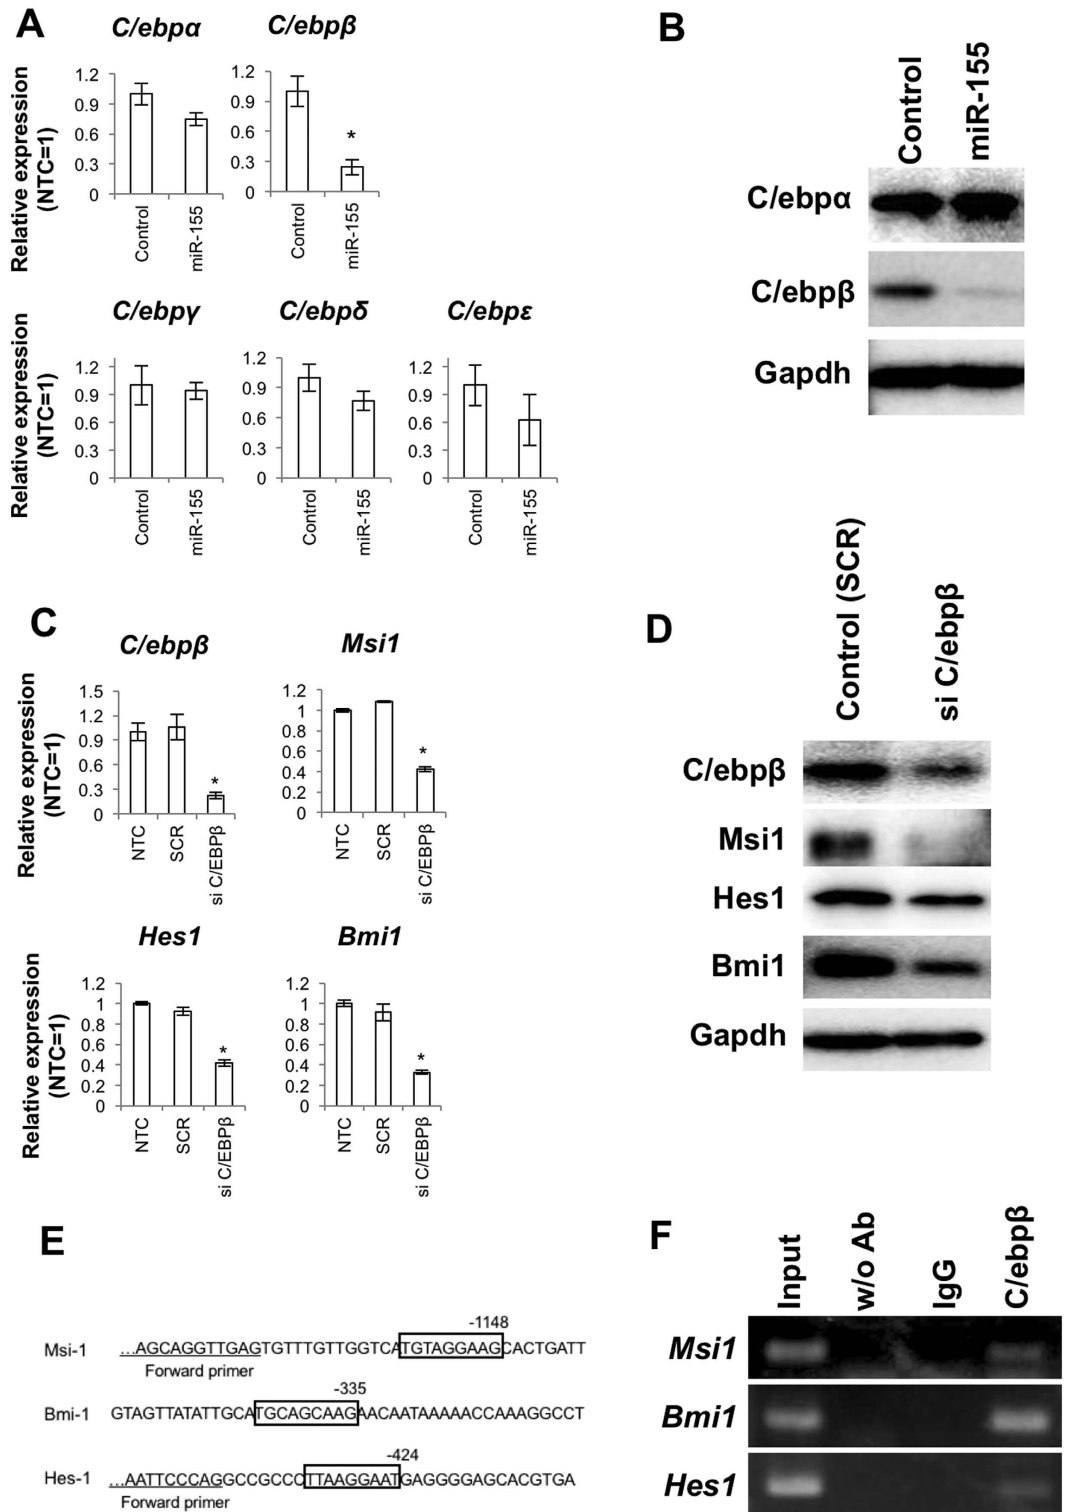 A
C/ebpα
C/ebpβ
Relative expression
(NTC=1)
1.2
0.9
0.6
0.3
0
Control
miR-155
1.2
0.9
0.6
0.3
0
*
Control
miR-155
C/ebpγ
C/ebpδ
C/ebpε
Relative expression
(NTC=1)
1.2
0.9
0.6
0.3
0
Control
miR-155
1.2
0.9
0.6
0.3
0
Control
miR-155
1.2
0.9
0.6
0.3
0
Control
miR-155
B
Control
miR-155
C/ebpα
C/ebpβ
Gapdh
C
C/ebpβ
Msi1
Relative expression
(NTC=1)
1.5
1.2
0.9
0.6
0.3
0
*
NTC
SCR
si C/EBPβ
1.2
1
0.8
0.6
0.4
0.2
0
*
NTC
SCR
si C/EBPβ
Hes1
Bmi1
Relative expression
(NTC=1)
1.2
1
0.8
0.6
0.4
0.2
0
*
NTC
SCR
si C/EBPβ
1.2
1
0.8
0.6
0.4
0.2
0
*
NTC
SCR
si C/EBPβ
D
Control (SCR)
si C/ebpβ
C/ebpβ
Msi1
Hes1
Bmi1
Gapdh
E
-1148
Msi-1 ...AGCAGGTTGAGTGTTTGTTGGTCATGTAGGAAGCACTGATT
Forward primer
-335
Bmi-1 GTAGTTATATTGCATGCAGCAAGAACAATAAAAACCAAAGGCCT
-424
Hes-1 ...AATTCCCAGGCCGCCCTTAAGGAATGAGGGGAGCACGTGA
Forward primer
F
Input
w/o Ab
IgG
C/ebpβ
Msi1
Bmi1
Hes1